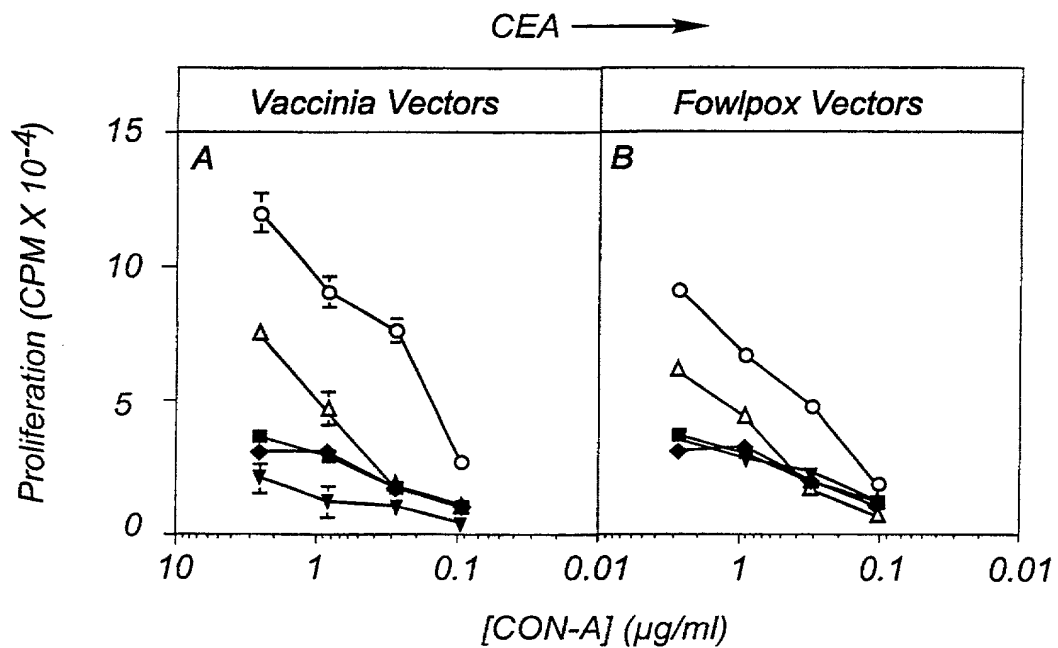 CEA
Vaccinia Vectors
Fowlpox Vectors
A
B
Proliferation (CPM X 10-4)
15
10
5
0
10 1 0.1 0.01
1 0.1 0.01
[CON-A] (µg/ml)